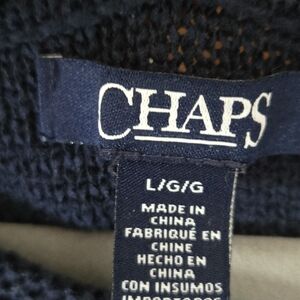 CHAPS
L/G/G
MADE IN
CHINA
FABRIQUÉ EN
CHINE
HECHO EN
CHINA
CON INSUMOS